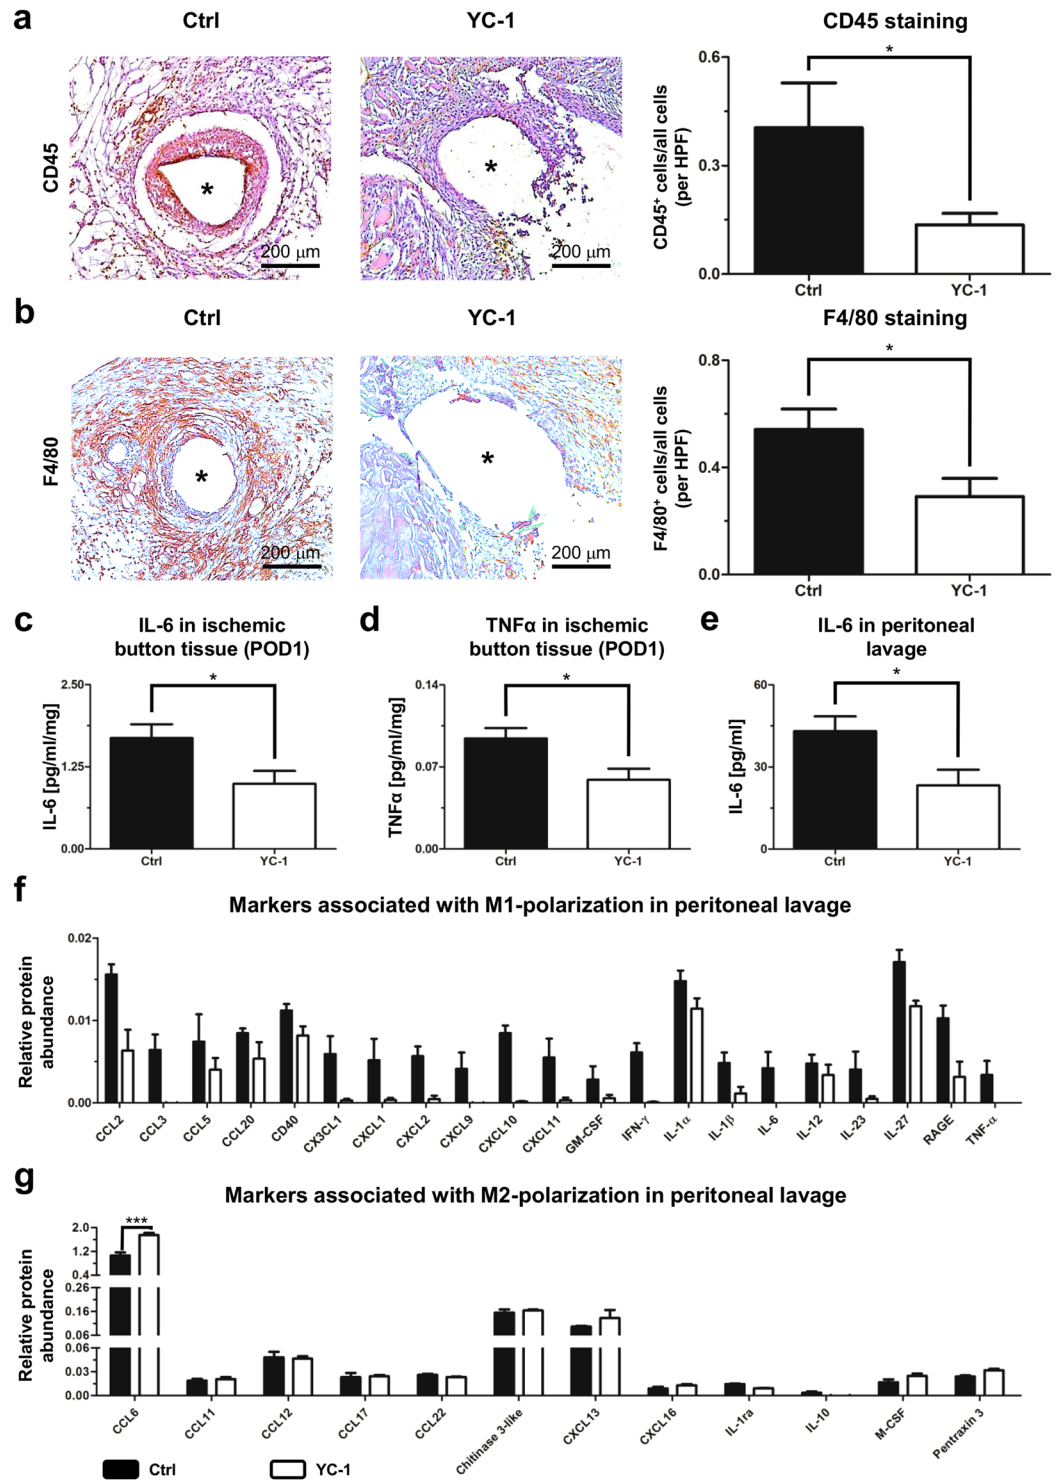 a
Ctrl
YC-1
CD45 staining
CD45
*
200 μm
*
200 μm
CD45⁺ cells/all cells
(per HPF)
0.6
0.3
0.0
*
Ctrl
YC-1
b
Ctrl
YC-1
F4/80 staining
F4/80
*
200 μm
*
200 μm
F4/80⁺ cells/all cells
(per HPF)
0.8
0.4
0.0
*
Ctrl
YC-1
c
IL-6 in ischemic
button tissue (POD1)
IL-6 [pg/ml/mg]
2.50
1.25
0.00
*
Ctrl
YC-1
d
TNFα in ischemic
button tissue (POD1)
TNFα [pg/ml/mg]
0.14
0.07
0.00
*
Ctrl
YC-1
e
IL-6 in peritoneal
lavage
IL-6 [pg/ml]
60
30
0
*
Ctrl
YC-1
f
Markers associated with M1-polarization in peritoneal lavage
Relative protein
abundance
0.02
0.01
0.00
CCL2
CCL3
CCL5
CCL20
CD40
CX3CL1
CXCL1
CXCL2
CXCL9
CXCL10
CXCL11
GM-CSF
IFN-γ
IL-1α
IL-1β
IL-6
IL-12
IL-23
IL-27
RAGE
TNF-α
g
Markers associated with M2-polarization in peritoneal lavage
Relative protein
abundance
2.0
1.2
0.4
0.26
0.16
0.06
0.06
0.03
0.00
***
CCL6
CCL11
CCL12
CCL17
CCL22
Chitinase 3-like
CXCL13
CXCL16
IL-1ra
IL-10
M-CSF
Pentraxin 3
Ctrl
YC-1